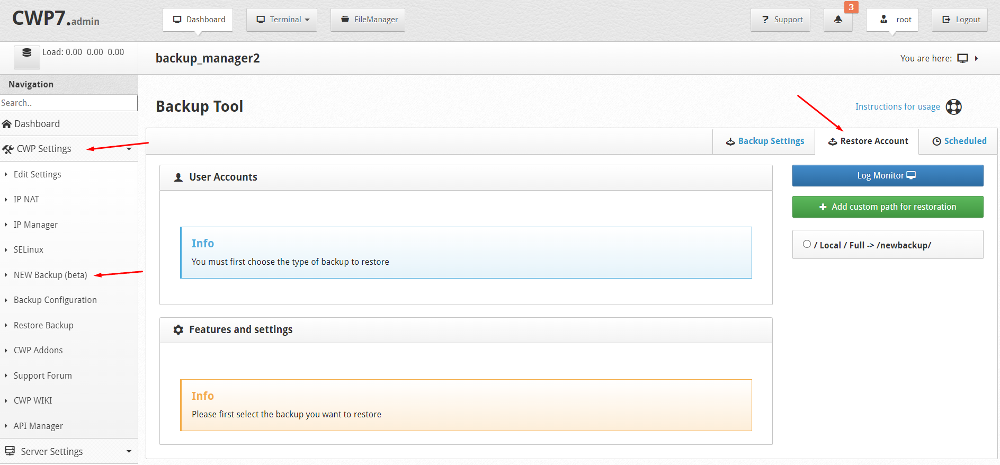 CWP7.admin
Dashboard
Terminal
FileManager
? Support
3
root
Logout
Load: 0.00 0.00 0.00
backup_manager2
You are here:
Navigation
Search..
Dashboard
CWP Settings
Edit Settings
IP NAT
IP Manager
SELinux
NEW Backup (beta)
Backup Configuration
Restore Backup
CWP Addons
Support Forum
CWP WIKI
API Manager
Server Settings
Backup Tool
Instructions for usage
Backup Settings
Restore Account
Scheduled
User Accounts
Info
You must first choose the type of backup to restore
Features and settings
Info
Please first select the backup you want to restore
Log Monitor
Add custom path for restoration
/ Local / Full -> /newbackup/